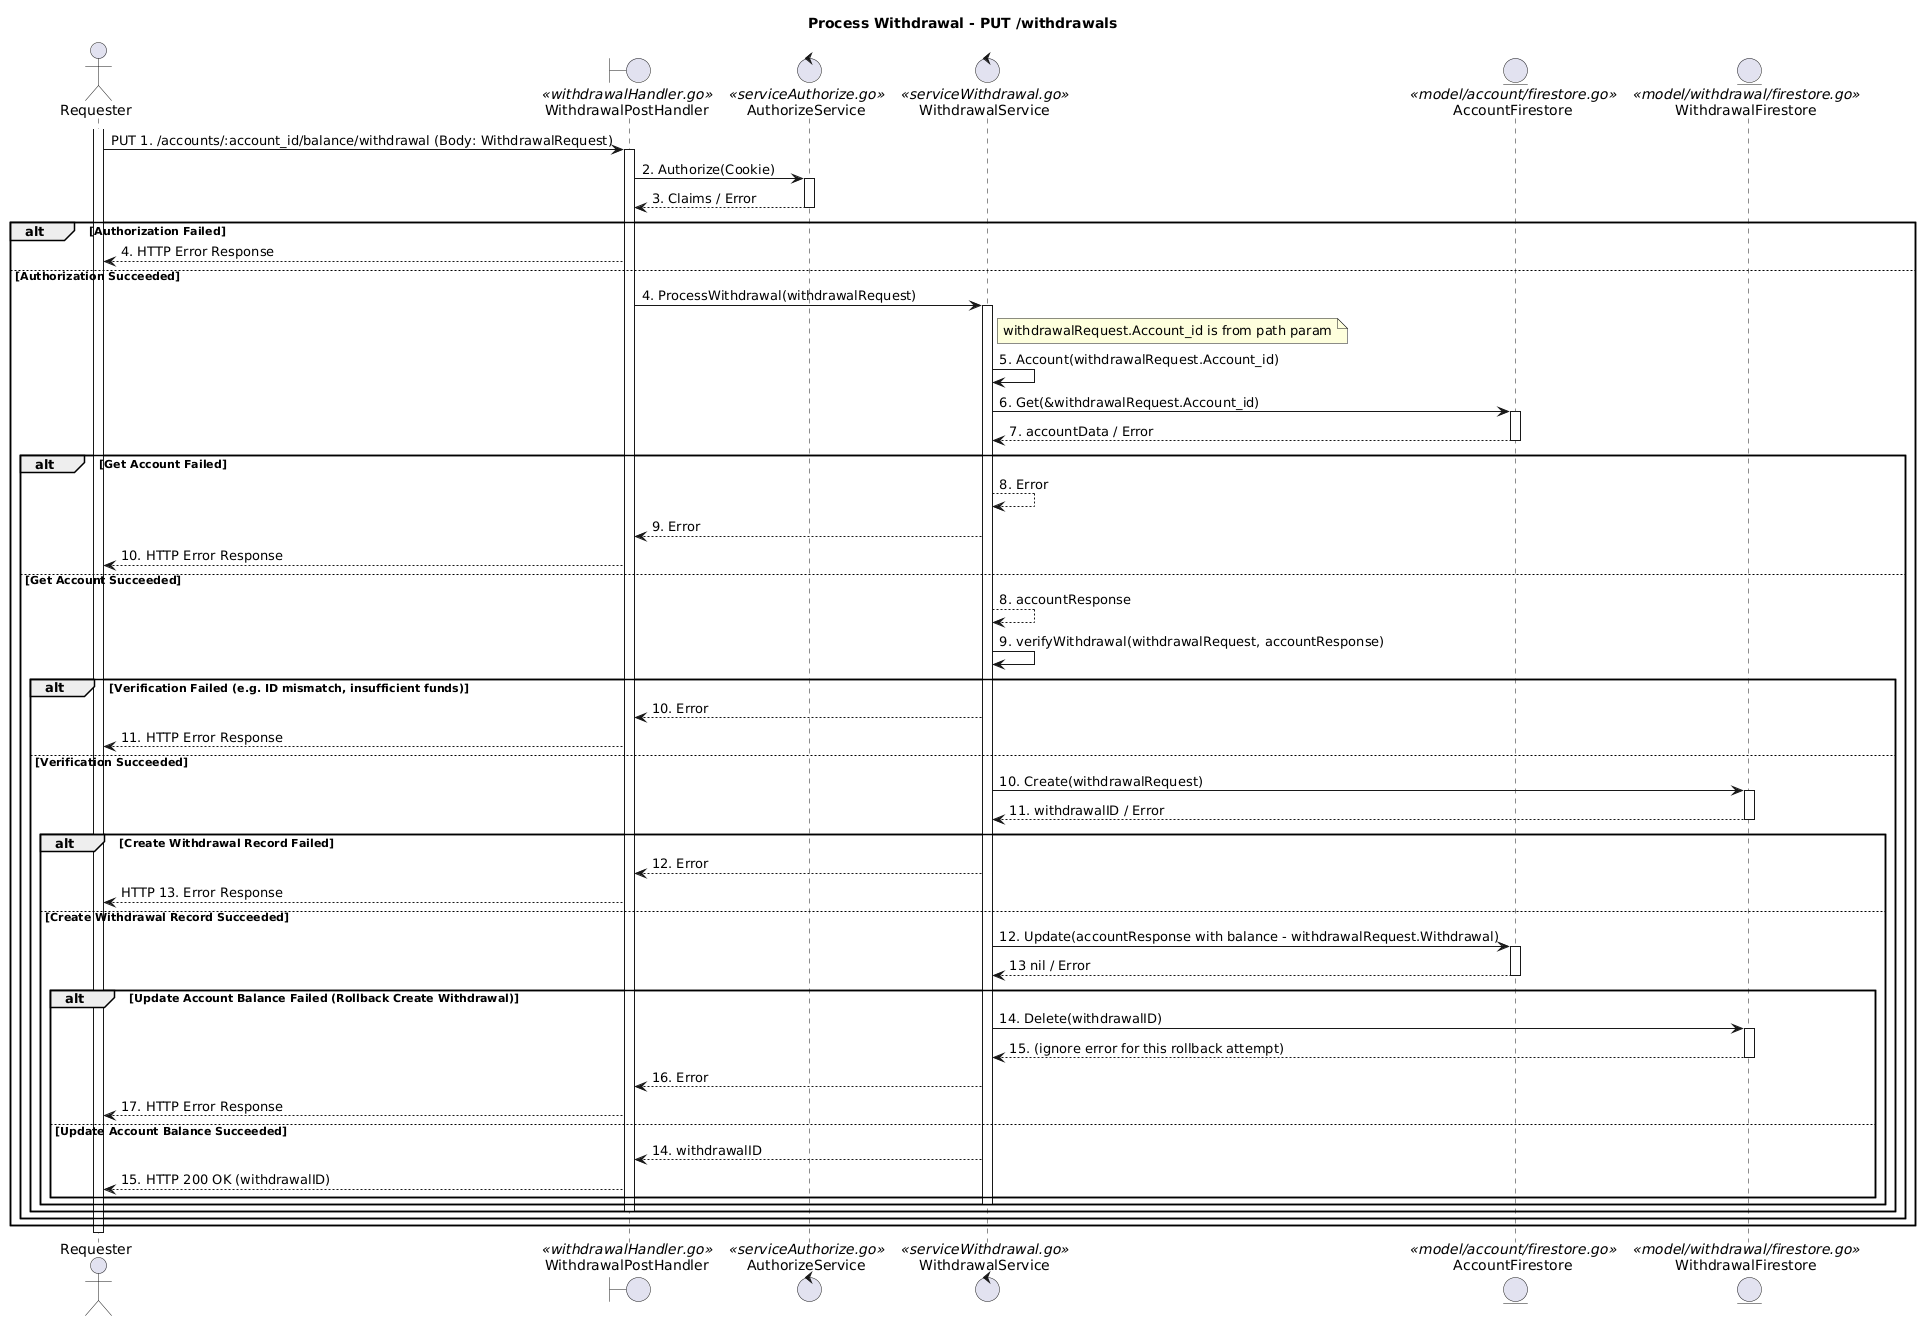 Process Withdrawal - PUT /withdrawals
Requester
«withdrawalHandler.go»
WithdrawalPostHandler
«serviceAuthorize.go»
AuthorizeService
«serviceWithdrawal.go»
WithdrawalService
«model/account/firestore.go»
AccountFirestore
«model/withdrawal/firestore.go»
WithdrawalFirestore
PUT 1. /accounts/:account_id/balance/withdrawal (Body: WithdrawalRequest)
2. Authorize(Cookie)
3. Claims / Error
alt [Authorization Failed]
4. HTTP Error Response
[Authorization Succeeded]
4. ProcessWithdrawal(withdrawalRequest)
withdrawalRequest.Account_id is from path param
5. Account(withdrawalRequest.Account_id)
6. Get(&withdrawalRequest.Account_id)
7. accountData / Error
alt [Get Account Failed]
8. Error
9. Error
10. HTTP Error Response
[Get Account Succeeded]
8. accountResponse
9. verifyWithdrawal(withdrawalRequest, accountResponse)
alt [Verification Failed (e.g. ID mismatch, insufficient funds)]
10. Error
11. HTTP Error Response
[Verification Succeeded]
10. Create(withdrawalRequest)
11. withdrawalID / Error
alt [Create Withdrawal Record Failed]
12. Error
HTTP 13. Error Response
[Create Withdrawal Record Succeeded]
12. Update(accountResponse with balance - withdrawalRequest.Withdrawal)
13 nil / Error
alt [Update Account Balance Failed (Rollback Create Withdrawal)]
14. Delete(withdrawalID)
15. (ignore error for this rollback attempt)
16. Error
17. HTTP Error Response
[Update Account Balance Succeeded]
14. withdrawalID
15. HTTP 200 OK (withdrawalID)
Requester
«withdrawalHandler.go»
WithdrawalPostHandler
«serviceAuthorize.go»
AuthorizeService
«serviceWithdrawal.go»
WithdrawalService
«model/account/firestore.go»
AccountFirestore
«model/withdrawal/firestore.go»
WithdrawalFirestore